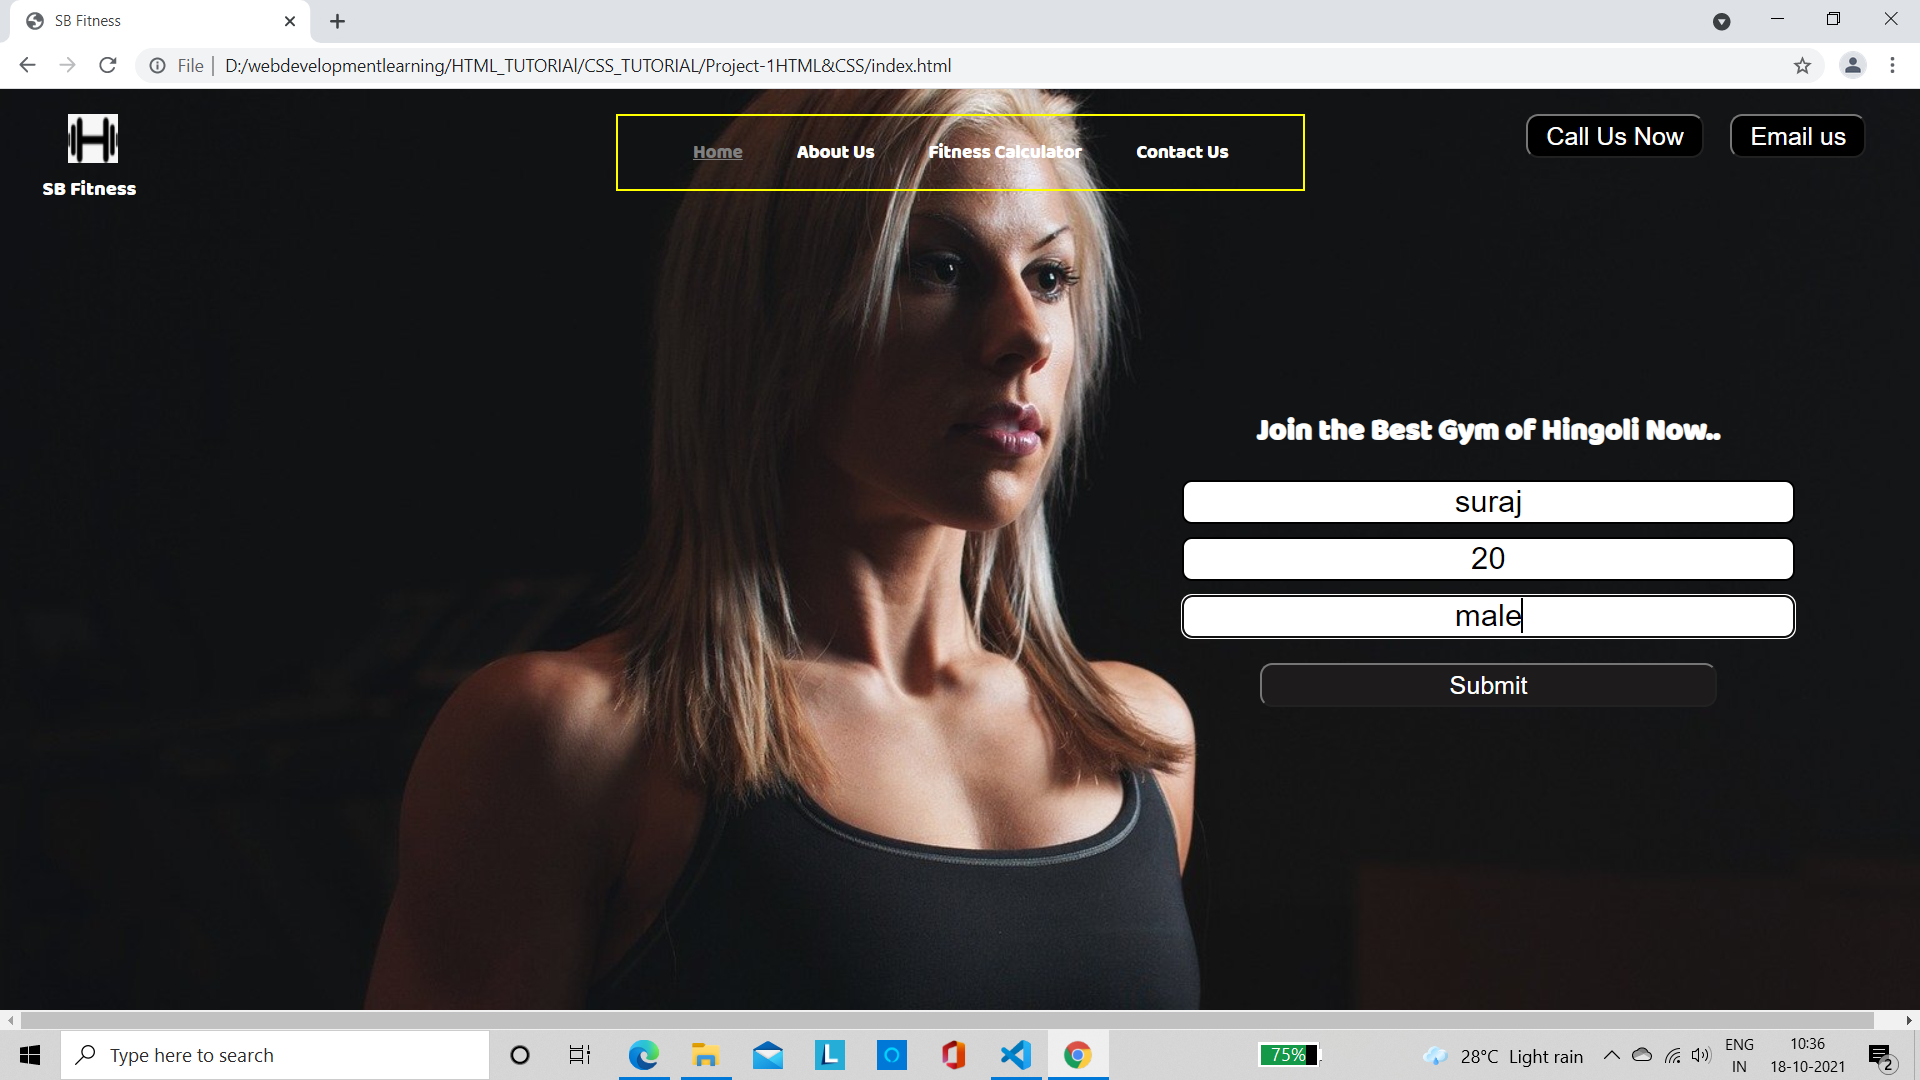 SB Fitness
File
D:/webdevelopmentlearning/HTML_TUTORIAl/CSS_TUTORIAL/Project-1HTML&CSS/index.html
SB Fitness
Home
About Us
Fitness Calculator
Contact Us
Call Us Now
Email us
Join the Best Gym of Hingoli Now..
suraj
20
male
Submit
Type here to search
L
75%
28°C Light rain
ENG
IN
10:36
18-10-2021
2